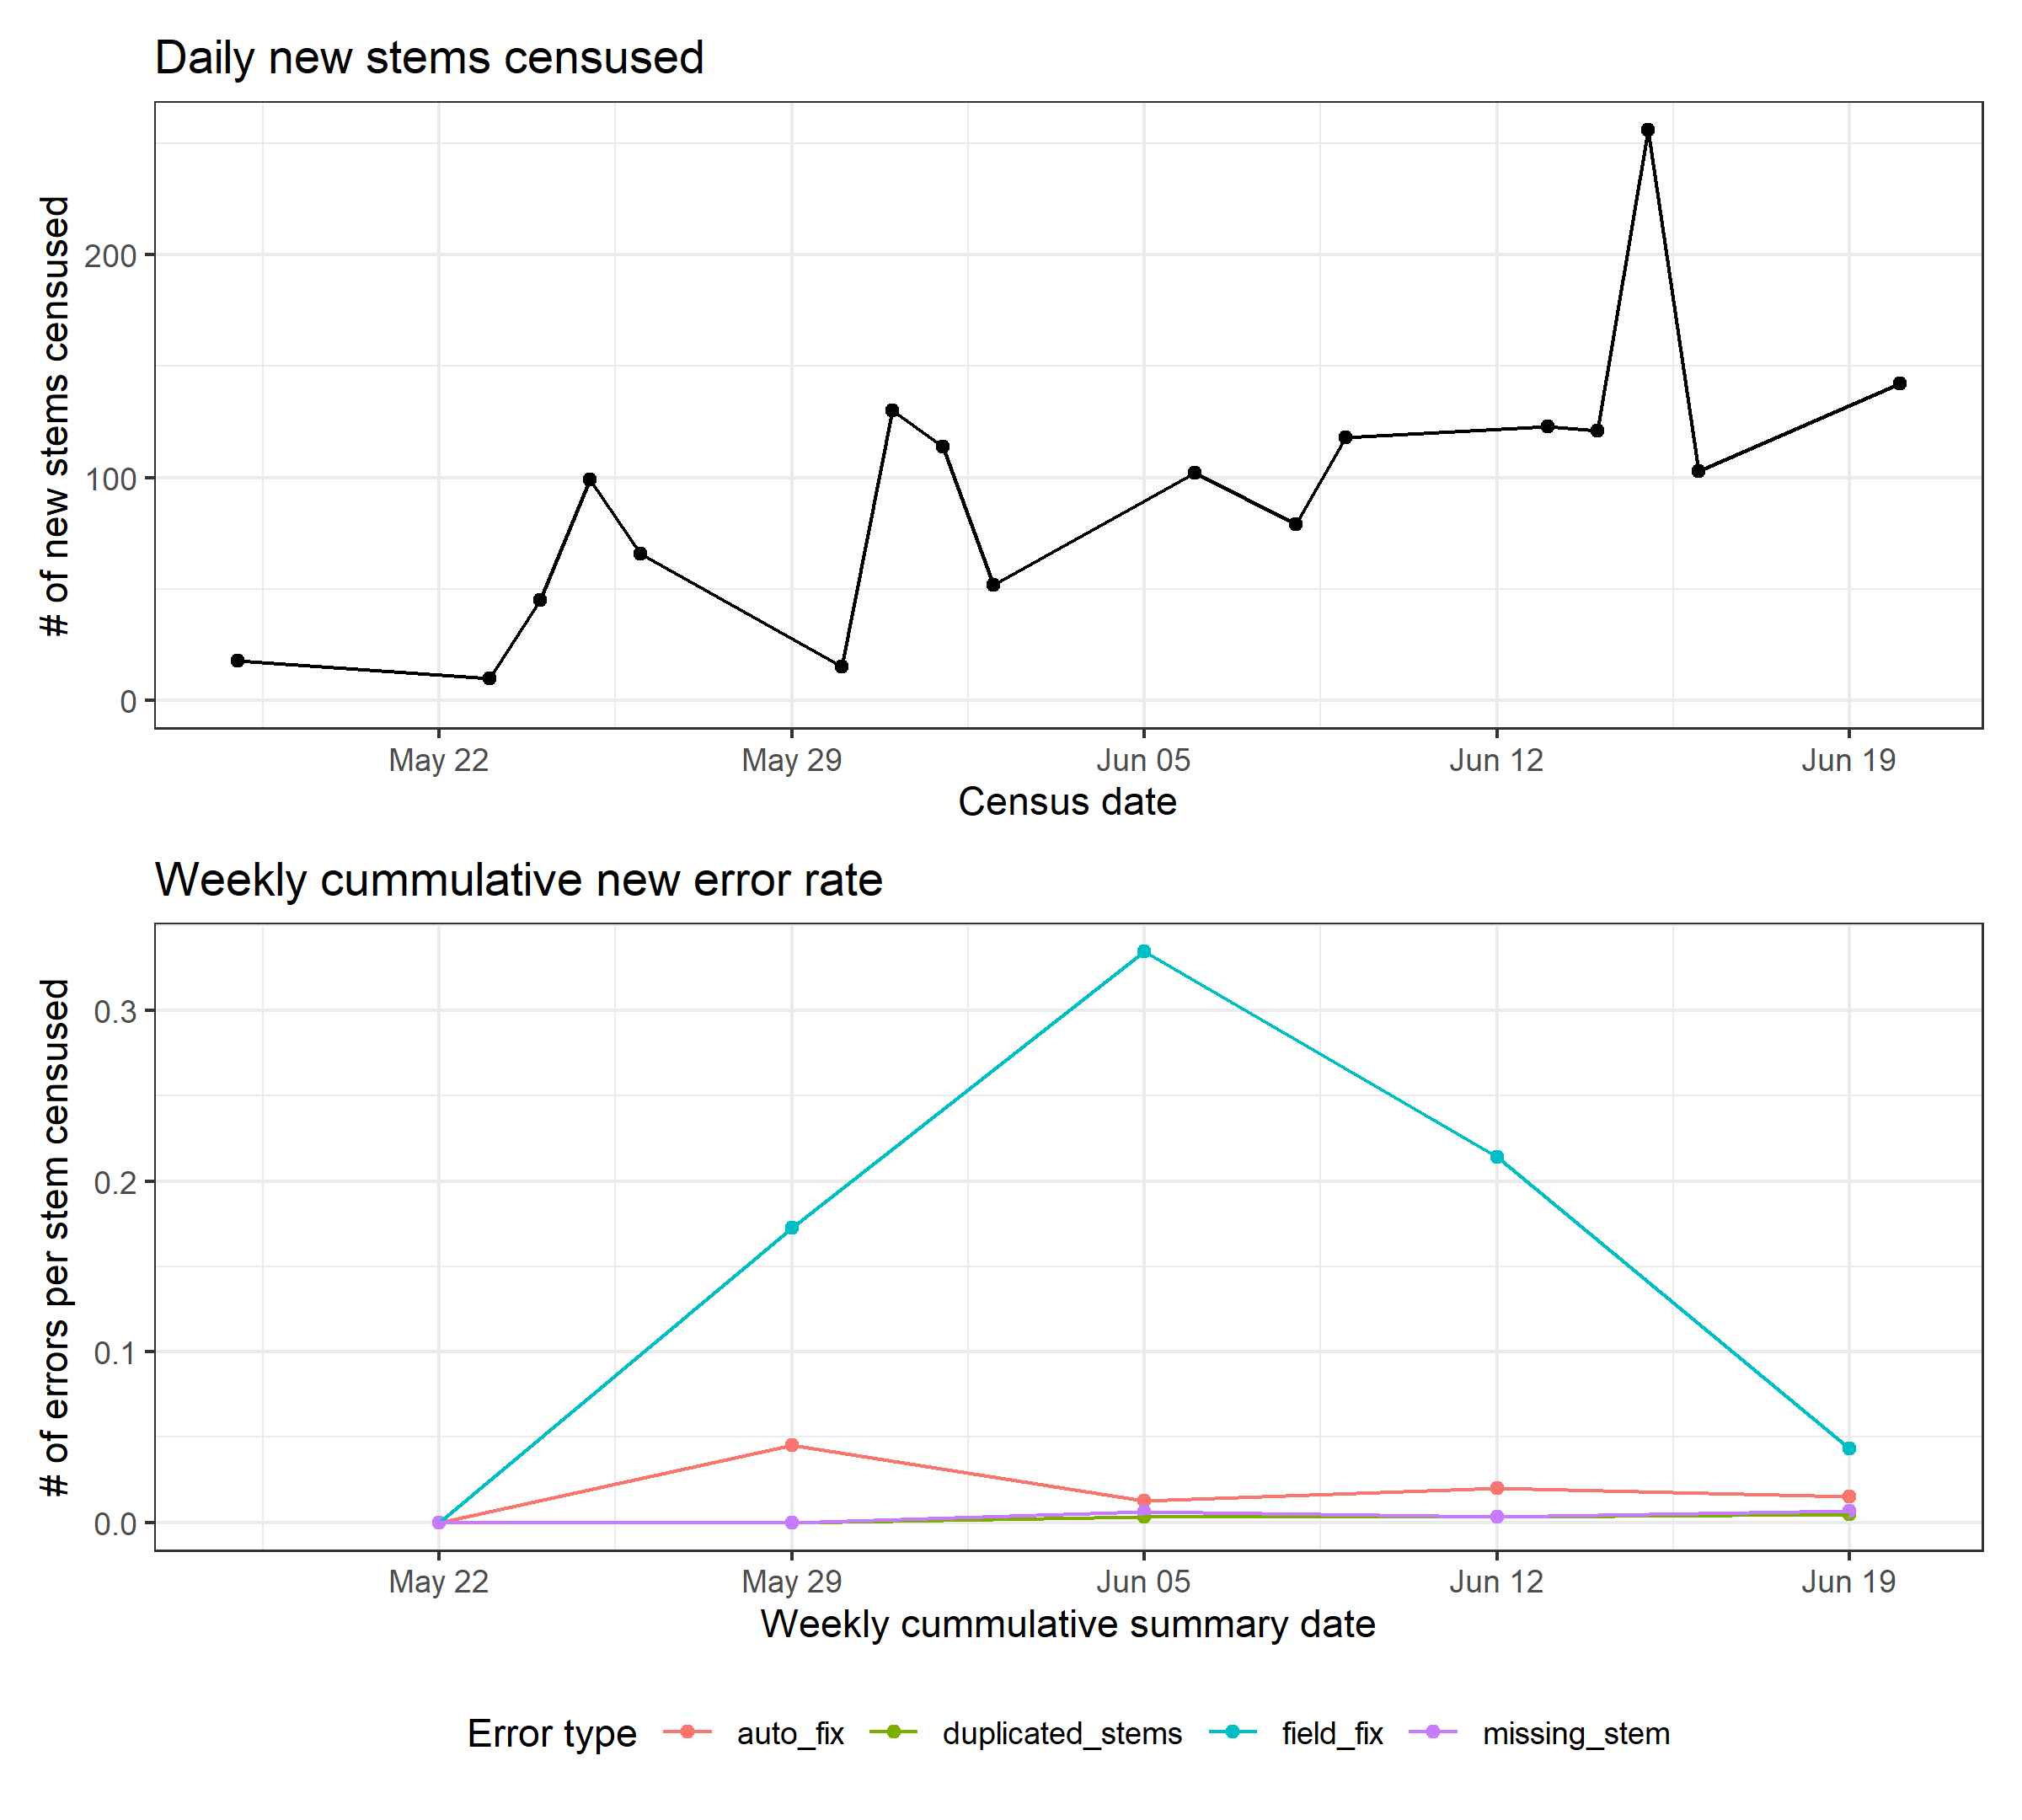 Daily new stems censused
# of new stems censused
200
100
0
May 22 May 29 Jun 05 Jun 12 Jun 19
Census date
Weekly cummulative new error rate
# of errors per stem censused
0.3
0.2
0.1
0.0
May 22 May 29 Jun 05 Jun 12 Jun 19
Weekly cummulative summary date
Error type auto_fix duplicated_stems field_fix missing_stem